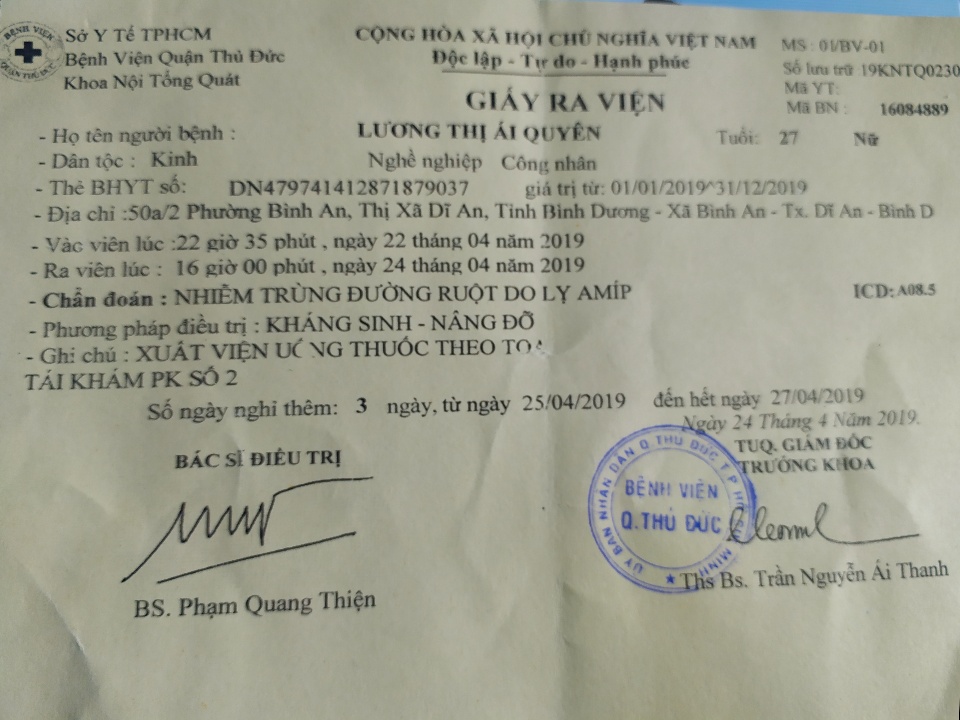 BỆNH VIỆN
QUẬN THỦ ĐỨC
Sở Y Tế TPHCM
Bệnh Viện Quận Thủ Đức
Khoa Nội Tổng Quát
CỘNG HÒA XÃ HỘI CHỦ NGHĨA VIỆT NAM
Độc lập - Tự do - Hạnh phúc
MS : 01/BV-01
Số lưu trữ 19KNTQ0230
Mã YT:
Mã BN : 16084889
GIẤY RA VIỆN
- Họ tên người bệnh : LƯƠNG THỊ ÁI QUYÊN Tuổi: 27 Nữ
- Dân tộc : Kinh Nghề nghiệp Công nhân
- Thẻ BHYT số: DN479741412871879037 giá trị từ: 01/01/2019^31/12/2019
- Địa chỉ :50a/2 Phường Bình An, Thị Xã Dĩ An, Tỉnh Bình Dương - Xã Bình An - Tx. Dĩ An - Bình D
- Vào viện lúc :22 giờ 35 phút , ngày 22 tháng 04 năm 2019
- Ra viện lúc : 16 giờ 00 phút , ngày 24 tháng 04 năm 2019
- Chẩn đoán : NHIỄM TRÙNG ĐƯỜNG RUỘT DO LỴ AMÍP ICD: A08.5
- Phương pháp điều trị : KHÁNG SINH - NÂNG ĐỠ
- Ghi chú : XUẤT VIỆN UỐNG THUỐC THEO TOA
TÁI KHÁM PK SỐ 2
Số ngày nghỉ thêm: 3 ngày, từ ngày 25/04/2019 đến hết ngày 27/04/2019
Ngày 24 Tháng 4 Năm 2019.
BÁC SĨ ĐIỀU TRỊ
TUQ. GIÁM ĐỐC
TRƯỞNG KHOA
ỦY BAN NHÂN DÂN Q.THỦ ĐỨC T.P HỒ CHÍ MINH
BỆNH VIỆN
Q.THỦ ĐỨC
BS. Phạm Quang Thiện
Ths Bs. Trần Nguyễn Ái Thanh